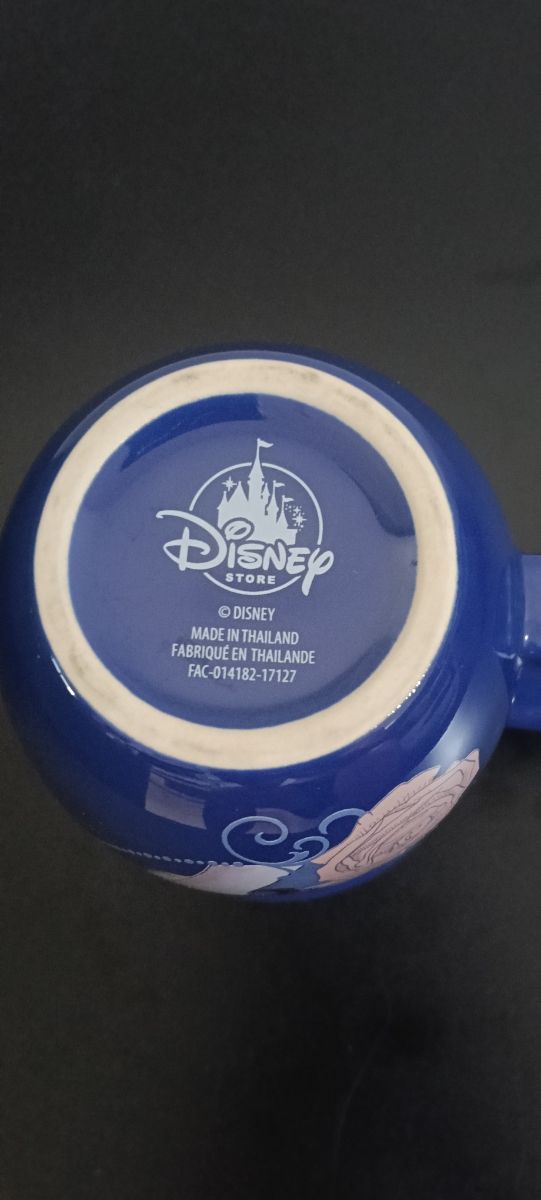 Disney
STORE
© DISNEY
MADE IN THAILAND
FABRIQUÉ EN THAILANDE
FAC-014182-17127